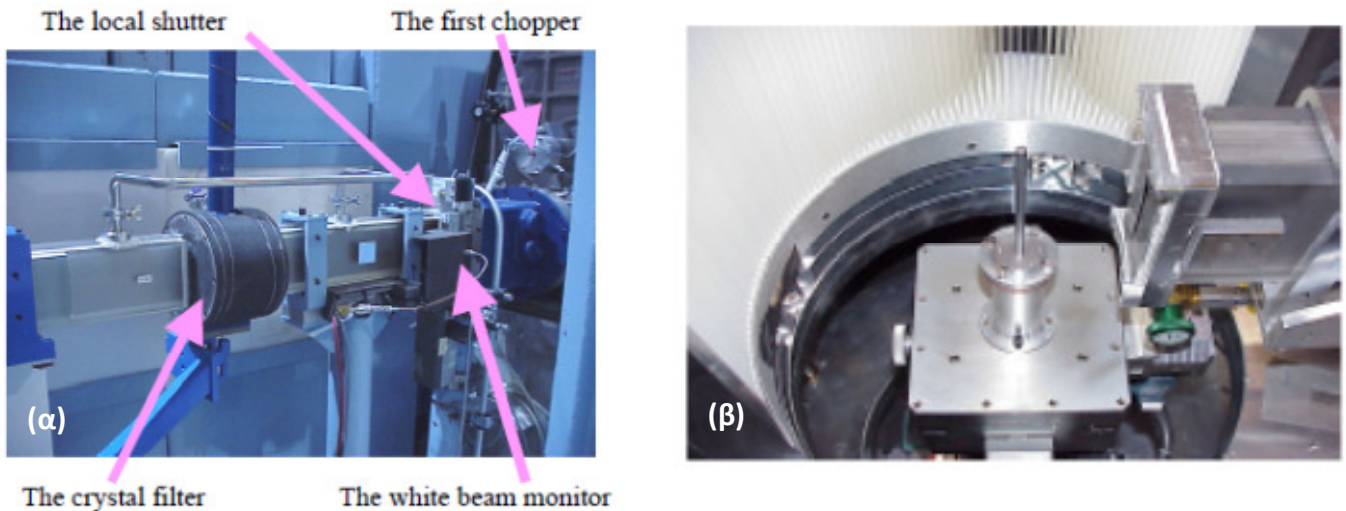 The local shutter
The first chopper
(α)
(β)
The crystal filter
The white beam monitor